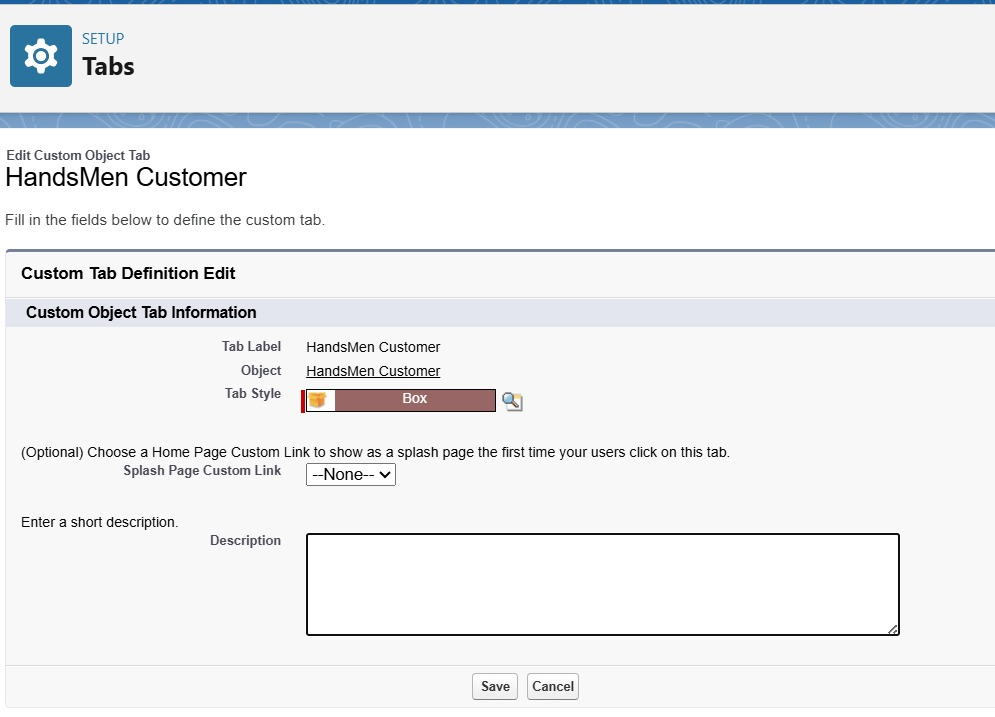 SETUP
Tabs
Edit Custom Object Tab
HandsMen Customer
Fill in the fields below to define the custom tab.
Custom Tab Definition Edit
Custom Object Tab Information
Tab Label HandsMen Customer
Object HandsMen Customer
Tab Style Box
(Optional) Choose a Home Page Custom Link to show as a splash page the first time your users click on this tab.
Splash Page Custom Link --None--
Enter a short description.
Description
Save Cancel